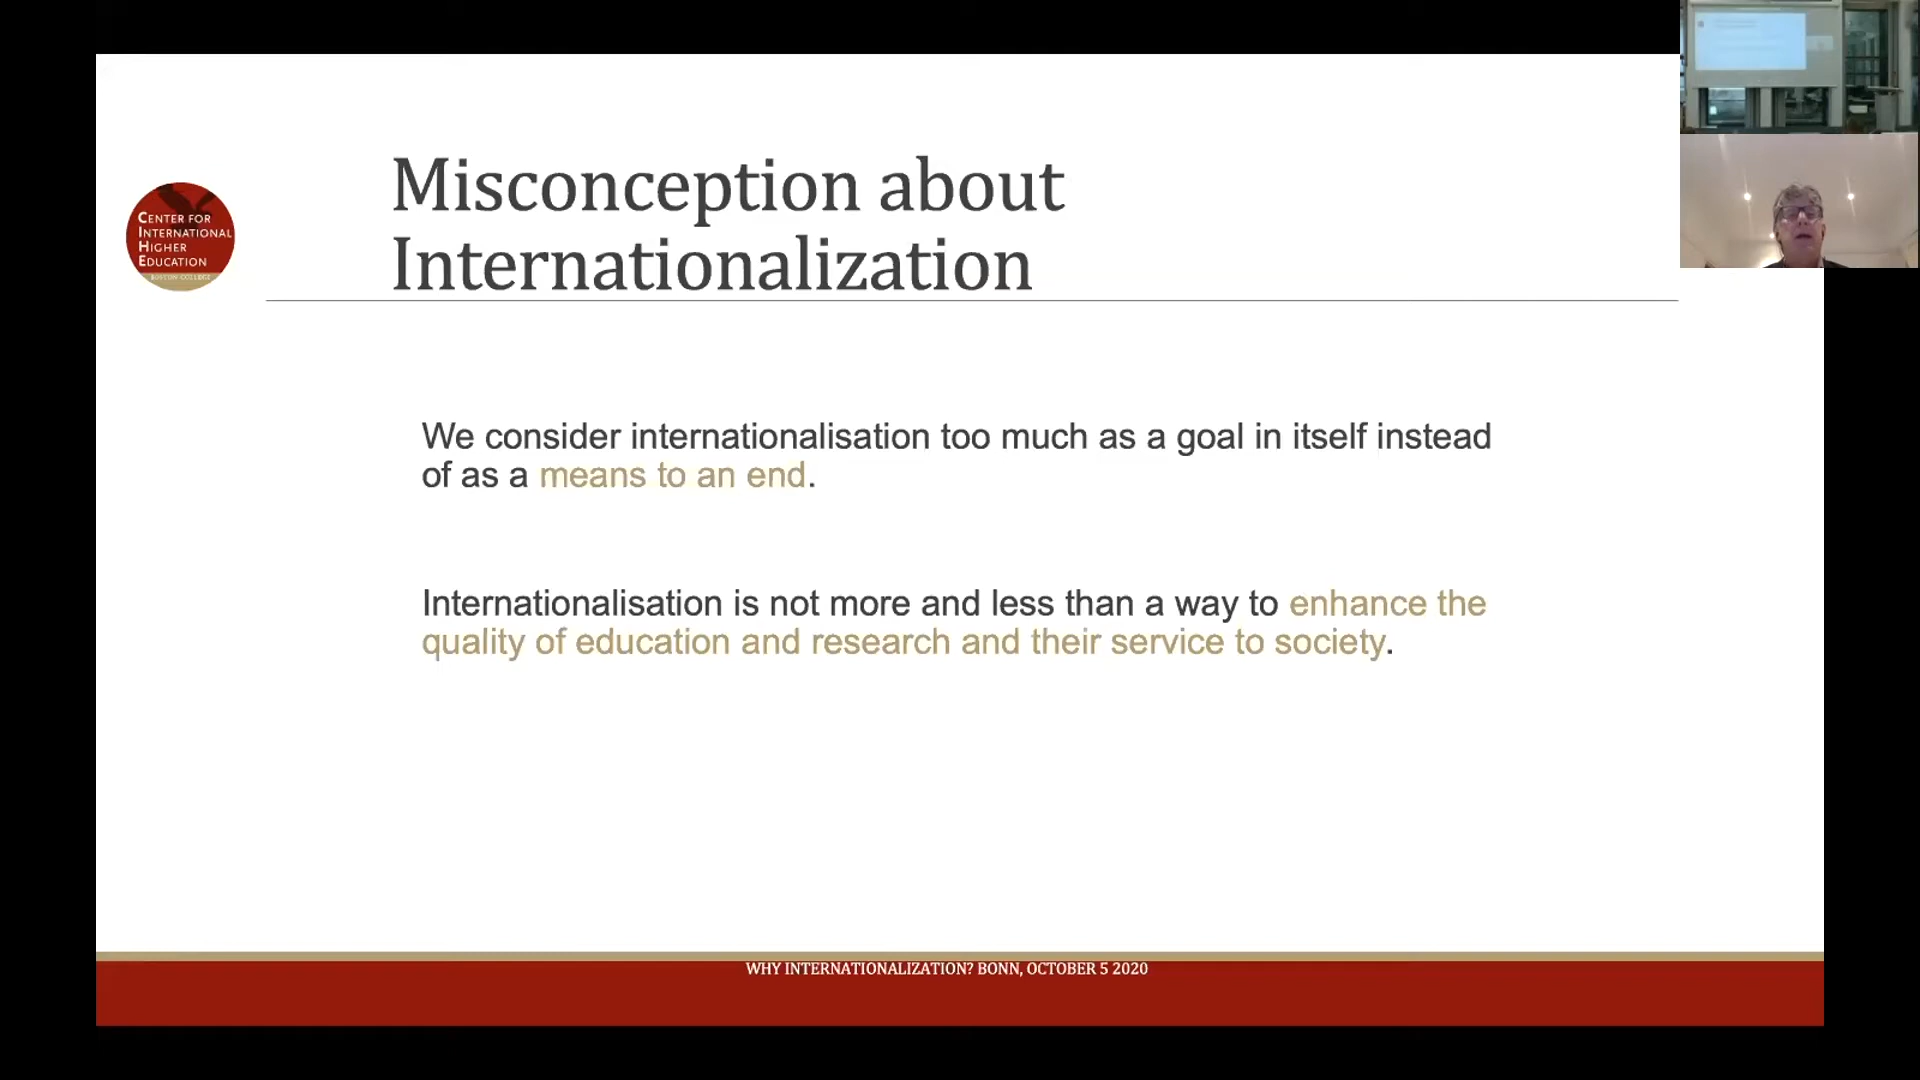 Misconception about
Internationalization
CENTER FOR
INTERNATIONAL
HIGHER
EDUCATION
BOSTON COLLEGE
We consider internationalisation too much as a goal in itself instead
of as a means to an end.
Internationalisation is not more and less than a way to enhance the
quality of education and research and their service to society.
WHY INTERNATIONALIZATION? BONN, OCTOBER 5 2020